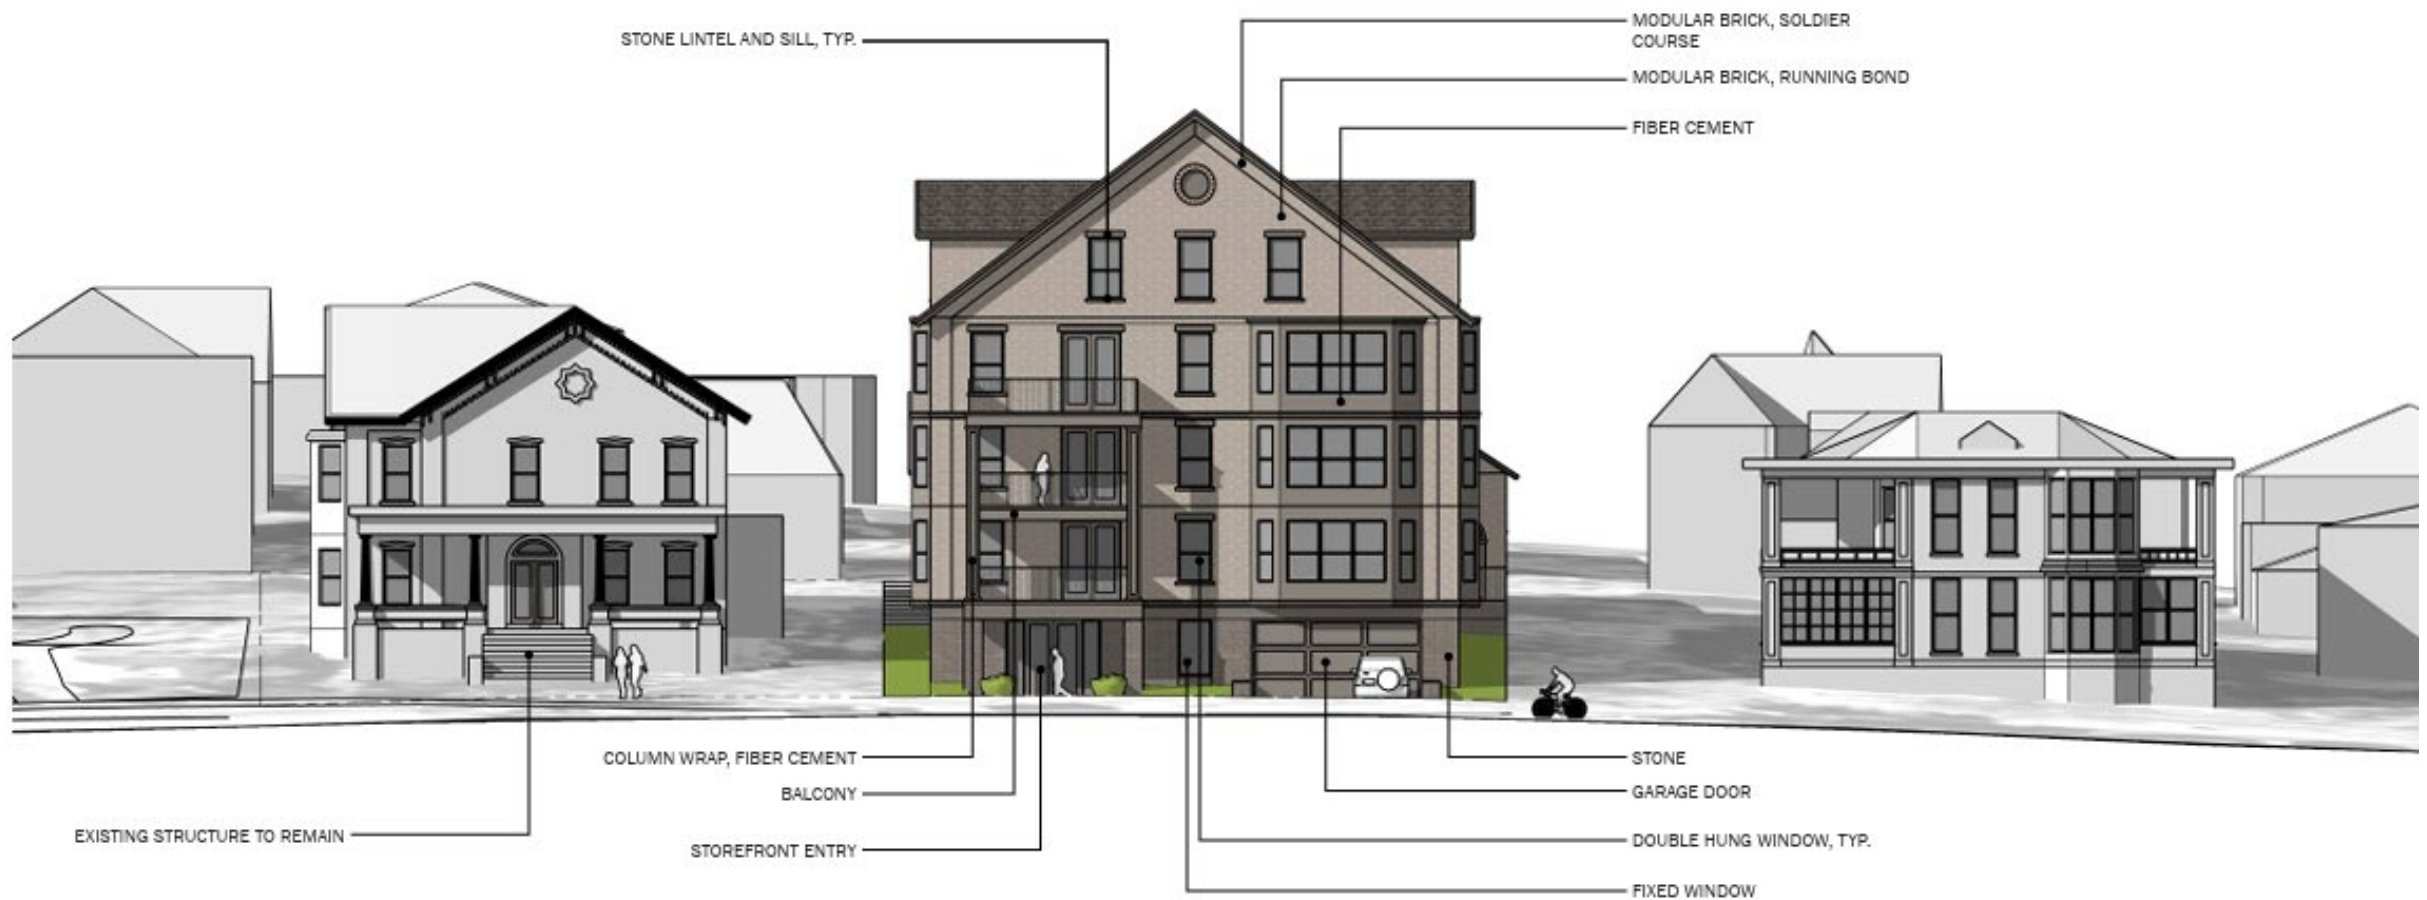 STONE LINTEL AND SILL, TYP.
MODULAR BRICK, SOLDIER
COURSE
MODULAR BRICK, RUNNING BOND
FIBER CEMENT
COLUMN WRAP, FIBER CEMENT
BALCONY
EXISTING STRUCTURE TO REMAIN
STOREFRONT ENTRY
STONE
GARAGE DOOR
DOUBLE HUNG WINDOW, TYP.
FIXED WINDOW